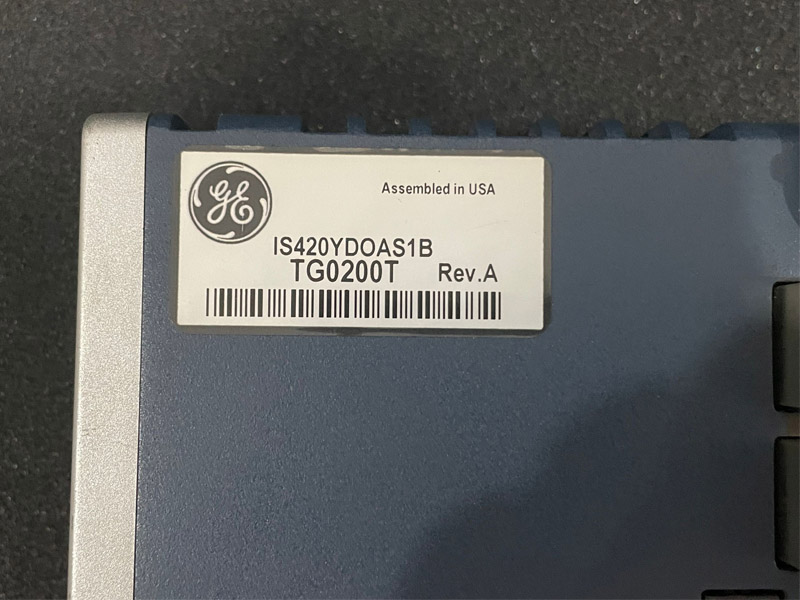 GE
Assembled in USA
IS420YDOAS1B
TG0200T Rev.A